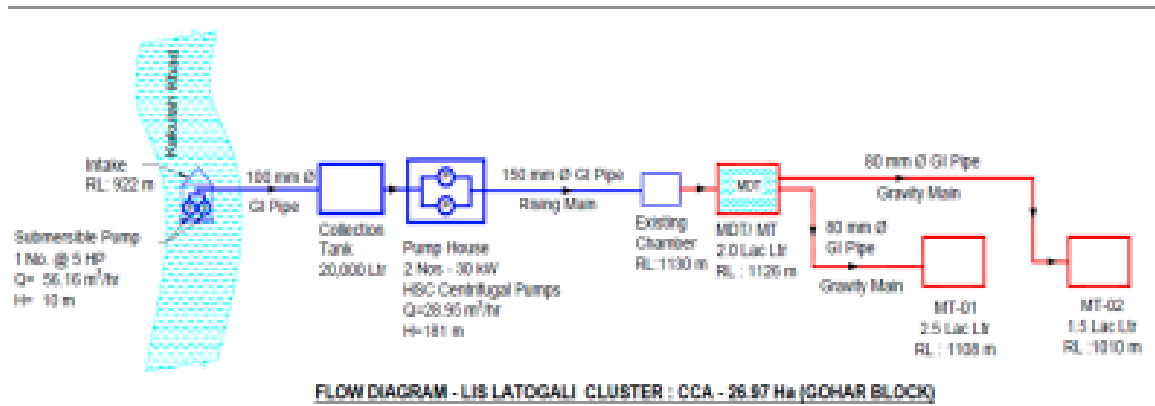 Intake
RL: 922 m
Submersible Pump
1 No. @ 5 HP
Q= 56.16 m³/hr
H= 10 m
100 mm Ø
GI Pipe
Collection
Tank
20,000 Ltr
Pump House
2 Nos - 30 kW
HSC Centrifugal Pumps
Q=28.95 m³/hr
H=181 m
150 mm Ø GI Pipe
Rising Main
Existing
Chamber
RL:1130 m
MDT
MDT/ MT
2.0 Lac Ltr
RL : 1126 m
80 mm Ø GI Pipe
Gravity Main
80 mm Ø
GI Pipe
Gravity Main
MT-01
2.5 Lac Ltr
RL : 1108 m
MT-02
1.5 Lac Ltr
RL :1010 m
FLOW DIAGRAM - LIS LATOGALI CLUSTER : CCA - 26.97 Ha (GOHAR BLOCK)